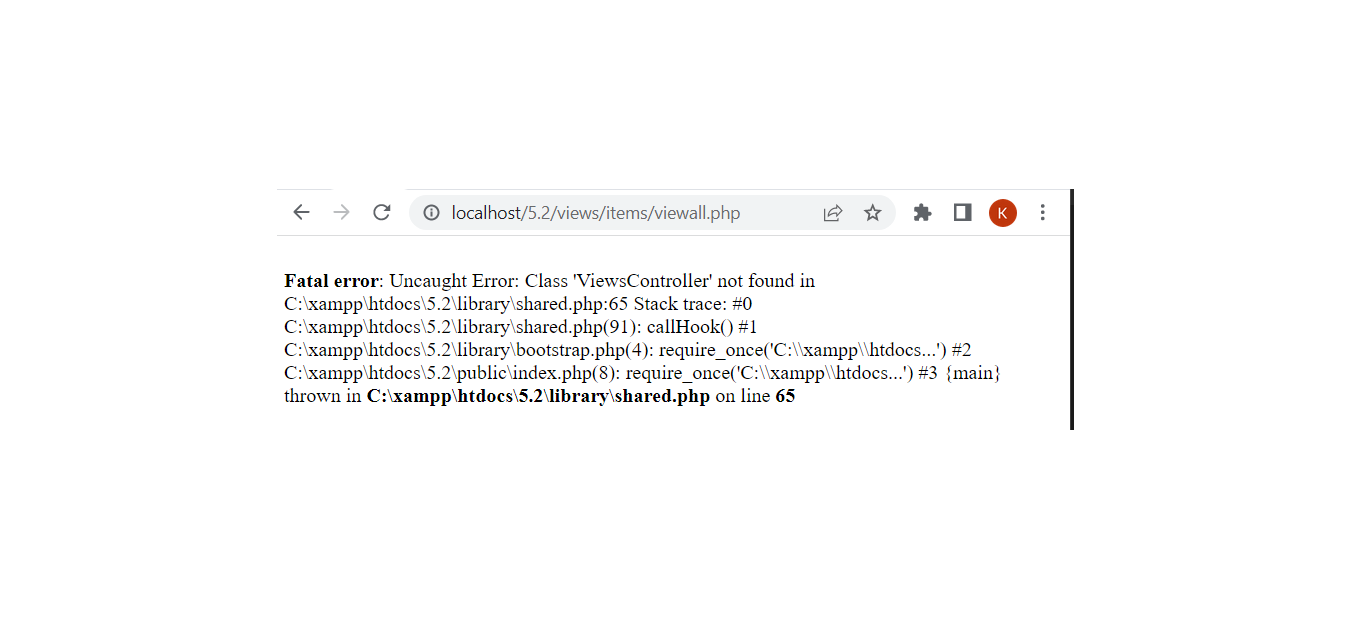 localhost/5.2/views/items/viewall.php
K
Fatal error: Uncaught Error: Class 'ViewsController' not found in
C:\xampp\htdocs\5.2\library\shared.php:65 Stack trace: #0
C:\xampp\htdocs\5.2\library\shared.php(91): callHook() #1
C:\xampp\htdocs\5.2\library\bootstrap.php(4): require_once('C:\\xampp\\htdocs...') #2
C:\xampp\htdocs\5.2\public\index.php(8): require_once('C:\\xampp\\htdocs...') #3 {main}
thrown in C:\xampp\htdocs\5.2\library\shared.php on line 65